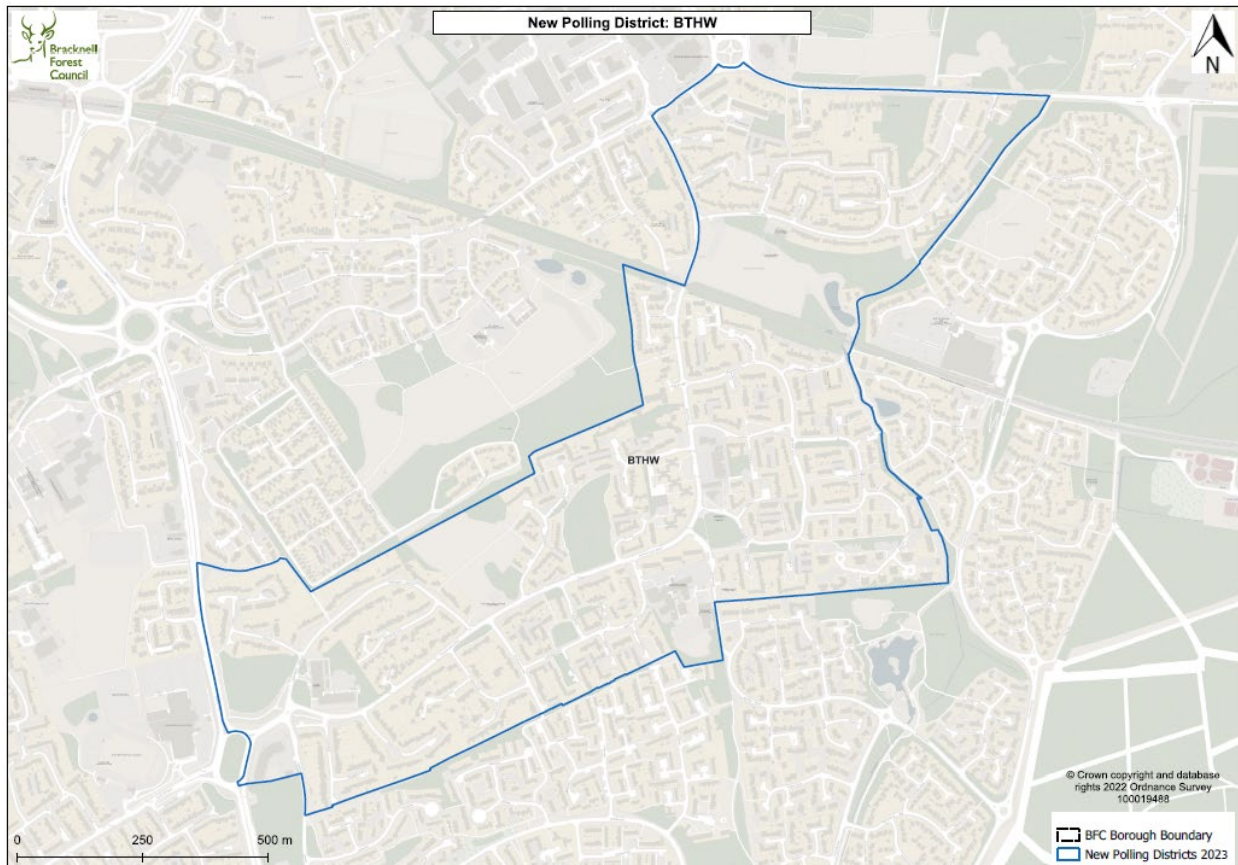 New Polling District: BTHW
Bracknell
Forest
Council
N
BTHW
© Crown copyright and database
rights 2022 Ordnance Survey
100019488
0 250 500 m
BFC Borough Boundary
New Polling Districts 2023